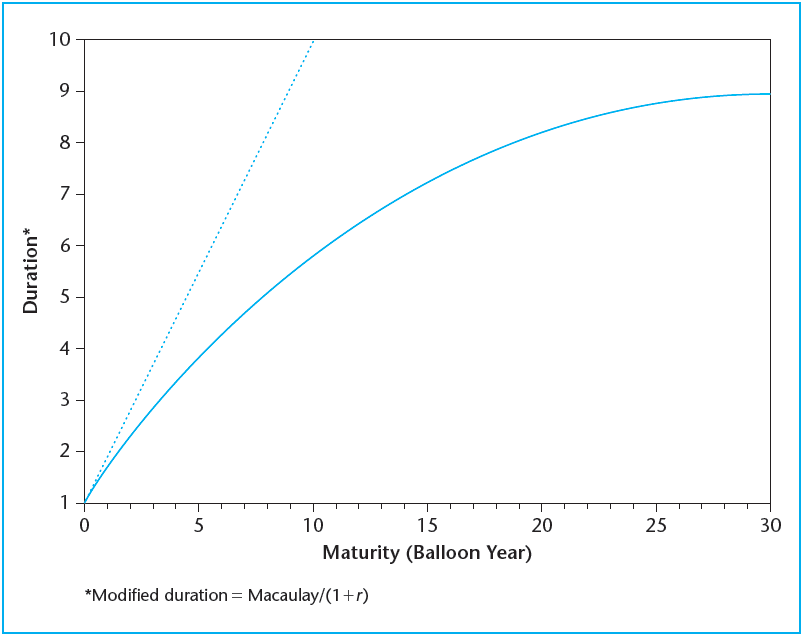 10
9
8
7
6
5
4
3
2
1
Duration*
0 5 10 15 20 25 30
Maturity (Balloon Year)
*Modified duration = Macaulay/(1+r)